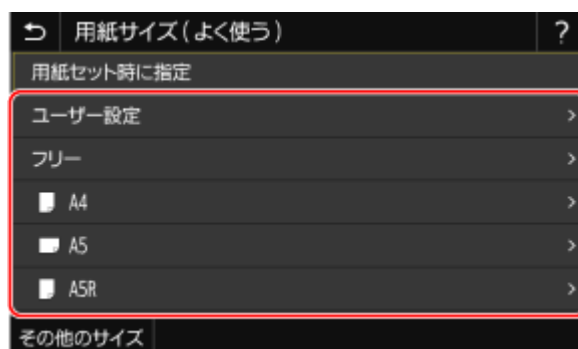 用紙サイズ(よく使う) ?
用紙セット時に指定
ユーザー設定
フリー
A4
A5
A5R
その他のサイズ